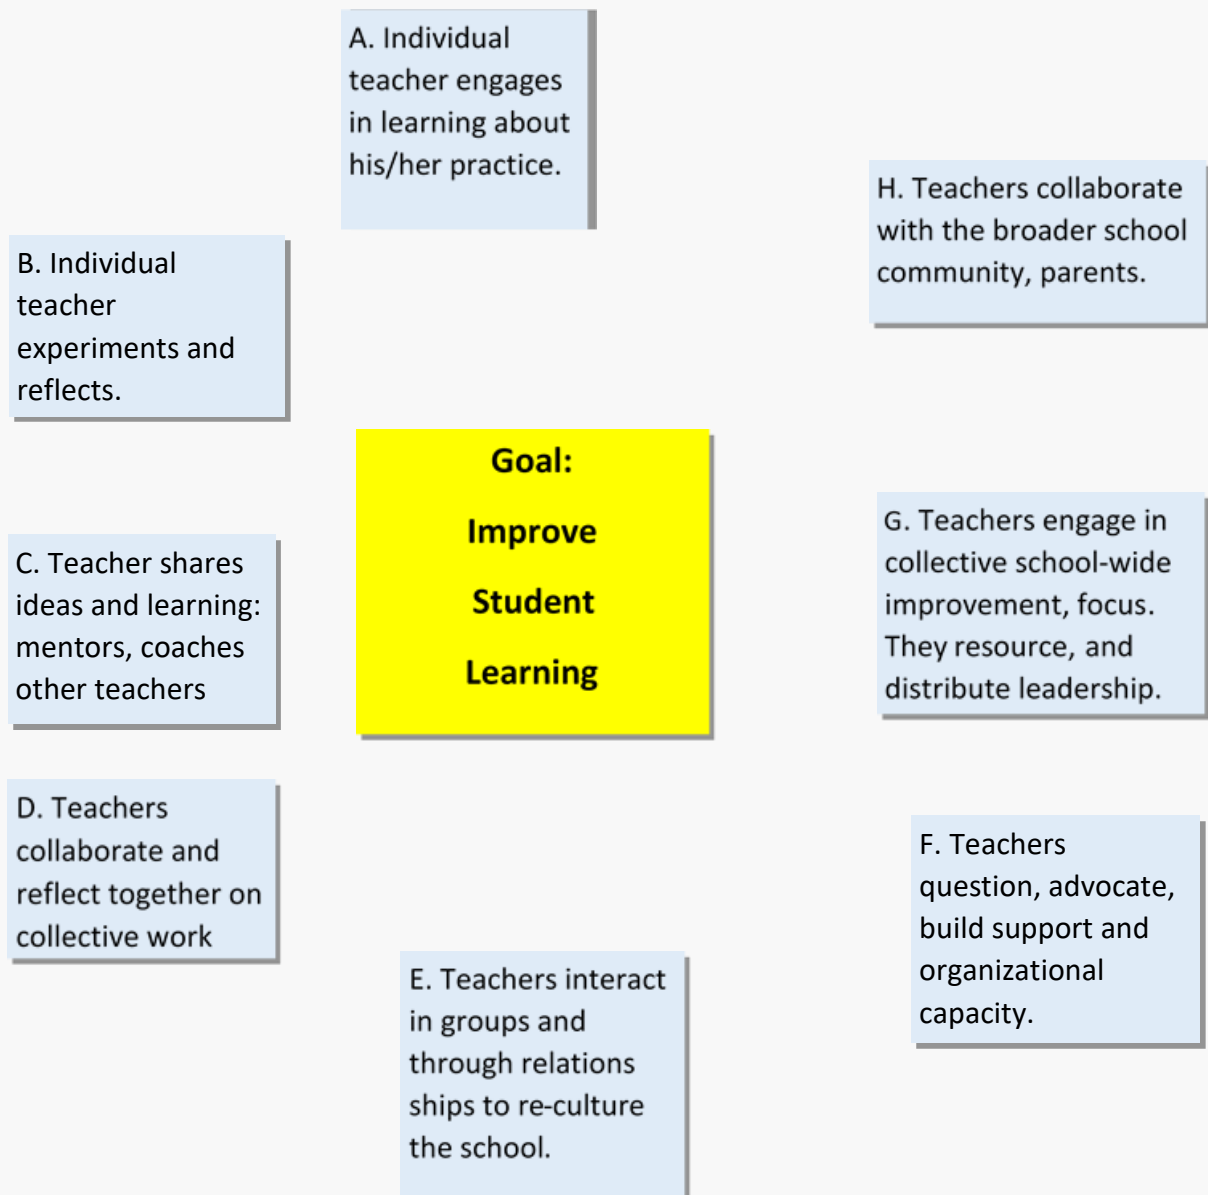 A. Individual
teacher engages
in learning about
his/her practice.
B. Individual
teacher
experiments and
reflects.
C. Teacher shares
ideas and learning:
mentors, coaches
other teachers
D. Teachers
collaborate and
reflect together on
collective work
E. Teachers interact
in groups and
through relations
ships to re-culture
the school.
F. Teachers
question, advocate,
build support and
organizational
capacity.
G. Teachers engage in
collective school-wide
improvement, focus.
They resource, and
distribute leadership.
H. Teachers collaborate
with the broader school
community, parents.
Goal:
Improve
Student
Learning